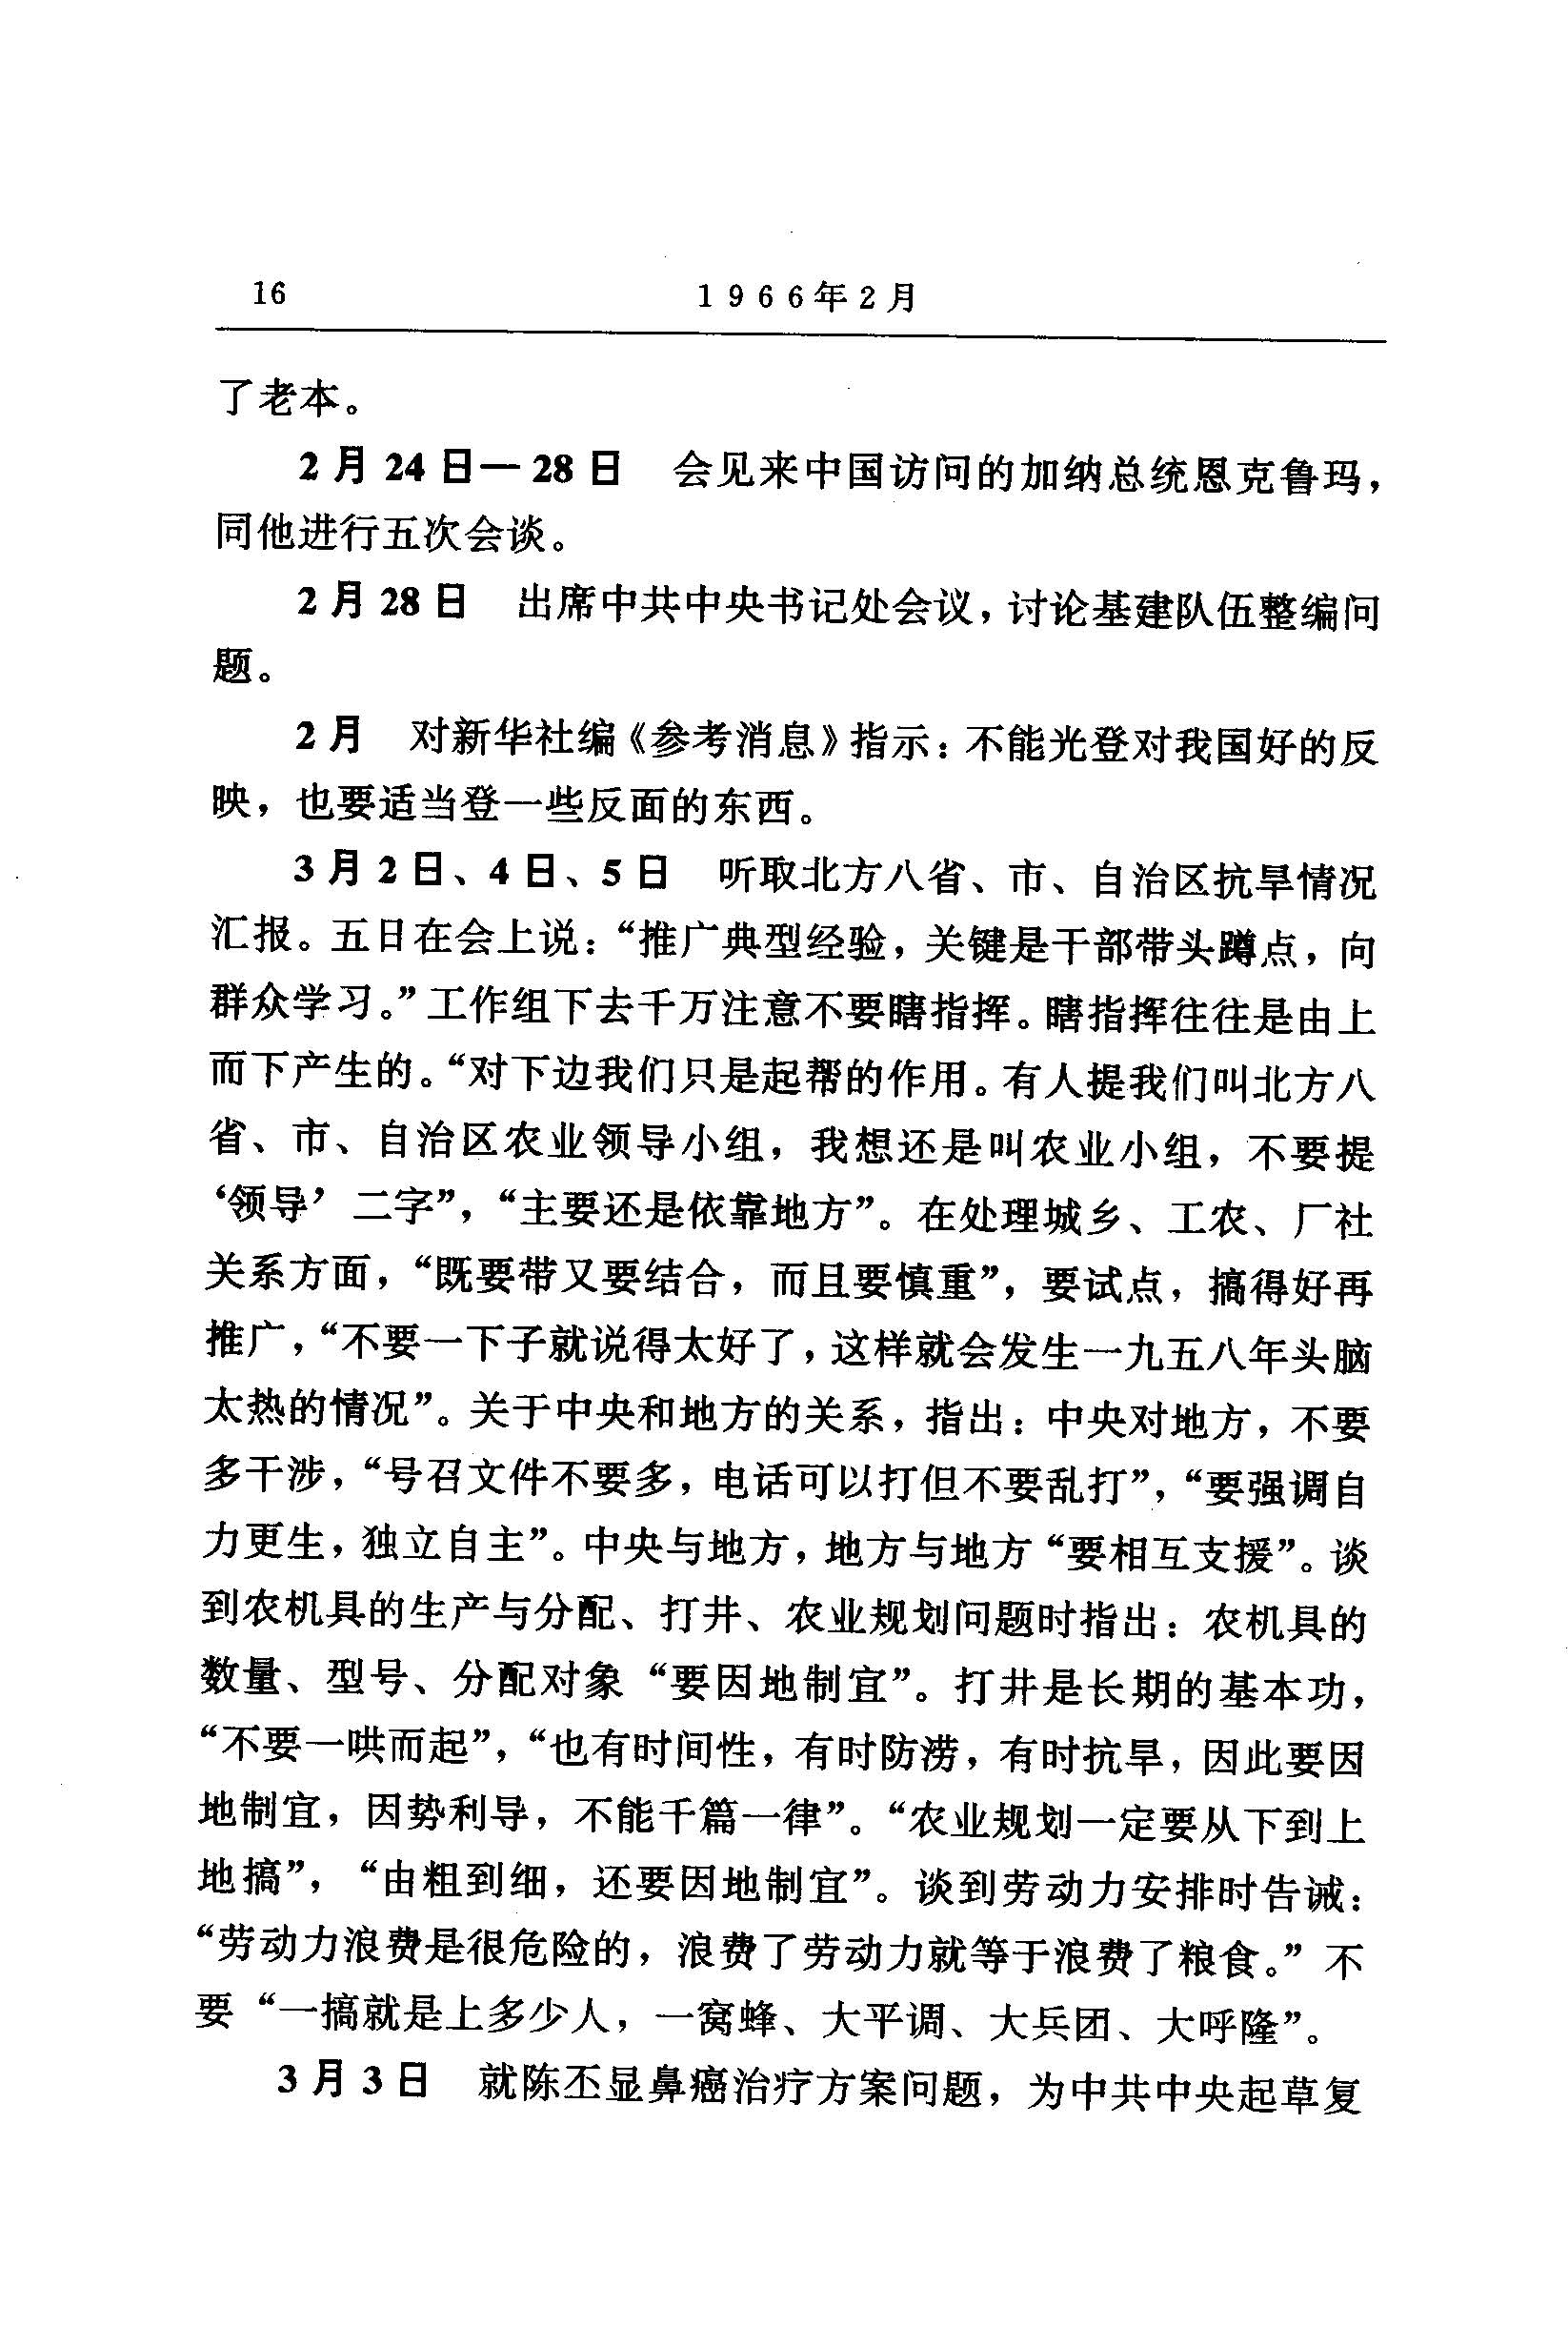 16
1966年2月
了老本。
2月24日—28日 会见来中国访问的加纳总统恩克鲁玛，
同他进行五次会谈。
2月28日 出席中共中央书记处会议，讨论基建队伍整编问
题。
2月 对新华社编《参考消息》指示：不能光登对我国好的反
映，也要适当登一些反面的东西。
3月2日、4日、5日 听取北方八省、市、自治区抗旱情况
汇报。五日在会上说：“推广典型经验，关键是干部带头蹲点，向
群众学习。”工作组下去千万注意不要瞎指挥。瞎指挥往往是由上
而下产生的。“对下边我们只是起帮的作用。有人提我们叫北方八
省、市、自治区农业领导小组，我想还是叫农业小组，不要提
‘领导’二字”，“主要还是依靠地方”。在处理城乡、工农、厂社
关系方面，“既要带又要结合，而且要慎重”，要试点，搞得好再
推广，“不要一下子就说得太好了，这样就会发生一九五八年头脑
太热的情况”。关于中央和地方的关系，指出：中央对地方，不要
多干涉，“号召文件不要多，电话可以打但不要乱打”，“要强调自
力更生，独立自主”。中央与地方，地方与地方“要相互支援”。谈
到农机具的生产与分配、打井、农业规划问题时指出：农机具的
数量、型号、分配对象“要因地制宜”。打井是长期的基本功，
“不要一哄而起”，“也有时间性，有时防涝，有时抗旱，因此要因
地制宜，因势利导，不能千篇一律”。“农业规划一定要从下到上
地搞”，“由粗到细，还要因地制宜”。谈到劳动力安排时告诫：
“劳动力浪费是很危险的，浪费了劳动力就等于浪费了粮食。”不
要“一搞就是上多少人，一窝蜂、大平调、大兵团、大呼隆”。
3月3日 就陈丕显鼻癌治疗方案问题，为中共中央起草复